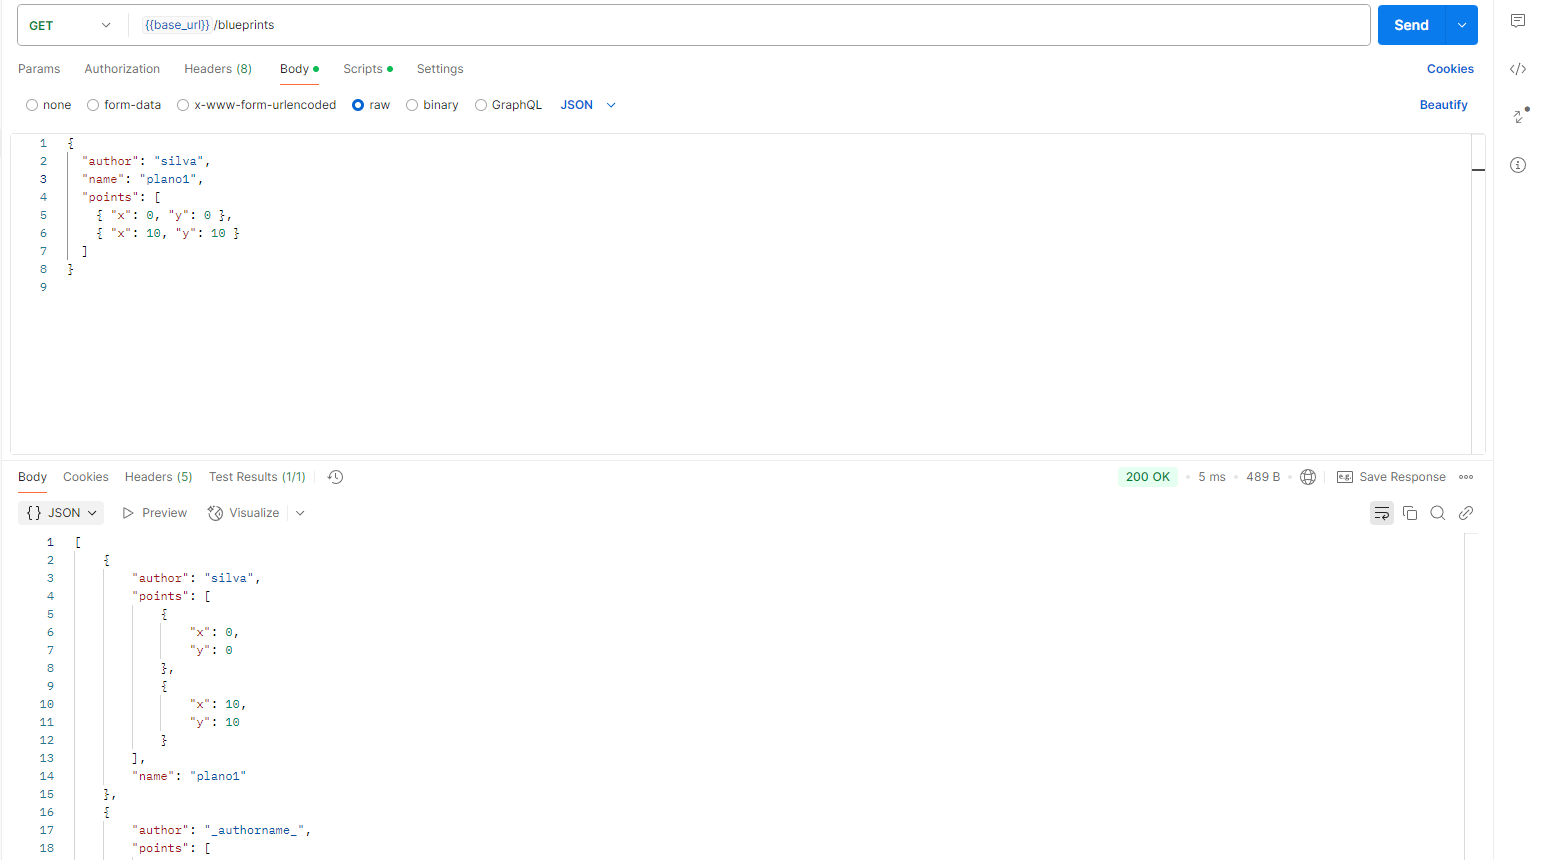 GET {{base_url}} /blueprints Send
Params Authorization Headers (8) Body Scripts Settings Cookies
none form-data x-www-form-urlencoded raw binary GraphQL JSON Beautify
1 {
2 "author": "silva",
3 "name": "plano1",
4 "points": [
5 { "x": 0, "y": 0 },
6 { "x": 10, "y": 10 }
7 ]
8 }
9
Body Cookies Headers (5) Test Results (1/1) 200 OK • 5 ms • 489 B • e.g. Save Response
{} JSON Preview Visualize
1 [
2 {
3 "author": "silva",
4 "points": [
5 {
6 "x": 0,
7 "y": 0
8 },
9 {
10 "x": 10,
11 "y": 10
12 }
13 ],
14 "name": "plano1"
15 },
16 {
17 "author": "_authorname_",
18 "points": [